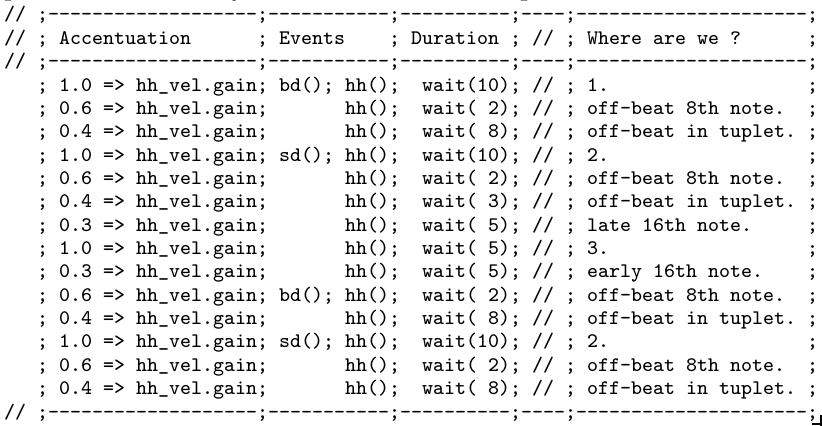 // ;-------------------;-----------;----------;----;---------------------;
// ; Accentuation      ; Events    ; Duration ; // ; Where are we ?      ;
// ;-------------------;-----------;----------;----;---------------------;
   ; 1.0 => hh_vel.gain; bd(); hh();  wait(10); // ; 1.                  ;
   ; 0.6 => hh_vel.gain;       hh();  wait( 2); // ; off-beat 8th note.  ;
   ; 0.4 => hh_vel.gain;       hh();  wait( 8); // ; off-beat in tuplet. ;
   ; 1.0 => hh_vel.gain; sd(); hh();  wait(10); // ; 2.                  ;
   ; 0.6 => hh_vel.gain;       hh();  wait( 2); // ; off-beat 8th note.  ;
   ; 0.4 => hh_vel.gain;       hh();  wait( 3); // ; off-beat in tuplet. ;
   ; 0.3 => hh_vel.gain;       hh();  wait( 5); // ; late 16th note.     ;
   ; 1.0 => hh_vel.gain;       hh();  wait( 5); // ; 3.                  ;
   ; 0.3 => hh_vel.gain;       hh();  wait( 5); // ; early 16th note.    ;
   ; 0.6 => hh_vel.gain; bd(); hh();  wait( 2); // ; off-beat 8th note.  ;
   ; 0.4 => hh_vel.gain;       hh();  wait( 8); // ; off-beat in tuplet. ;
   ; 1.0 => hh_vel.gain; sd(); hh();  wait(10); // ; 2.                  ;
   ; 0.6 => hh_vel.gain;       hh();  wait( 2); // ; off-beat 8th note.  ;
   ; 0.4 => hh_vel.gain;       hh();  wait( 8); // ; off-beat in tuplet. ;
// ;-------------------;-----------;----------;----;---------------------;